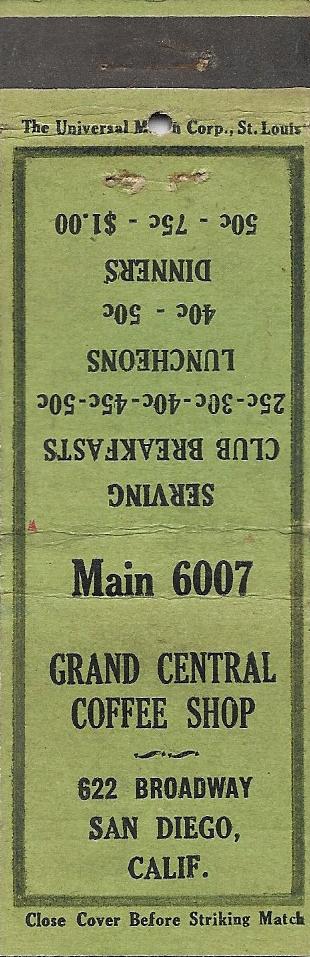 The Universal Match Corp., St. Louis
SERVING
CLUB BREAKFASTS
25c-30c-40c-45c-50c
LUNCHEONS
40c - 50c
DINNERS
50c - 75c - $1.00
Main 6007
GRAND CENTRAL
COFFEE SHOP
622 BROADWAY
SAN DIEGO,
CALIF.
Close Cover Before Striking Match